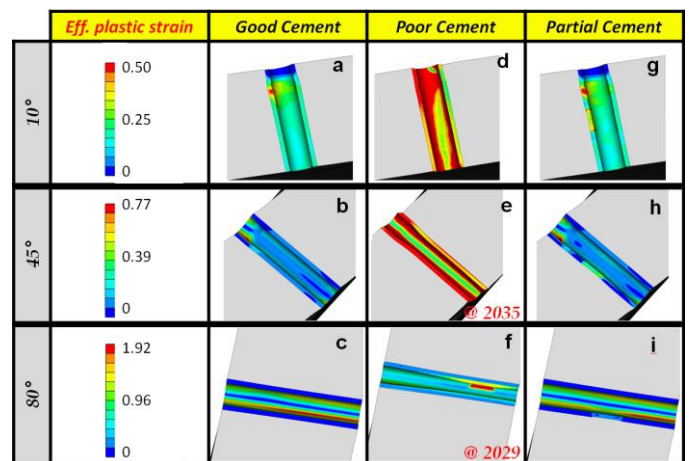 Eff. plastic strain Good Cement Poor Cement Partial Cement
10°
0.50
0.25
0
a
d
g
45°
0.77
0.39
0
b
e
@ 2035
h
80°
1.92
0.96
0
c
f
@ 2029
i